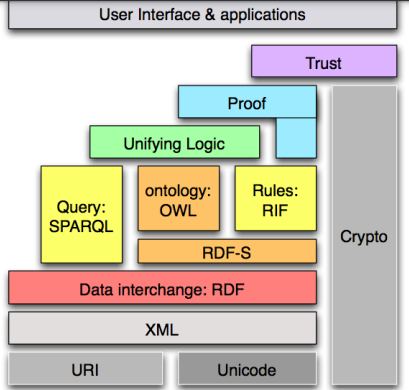 User Interface & applications
Trust
Proof
Unifying Logic
Query:
SPARQL
ontology:
OWL
Rules:
RIF
Crypto
RDF-S
Data interchange: RDF
XML
URI
Unicode